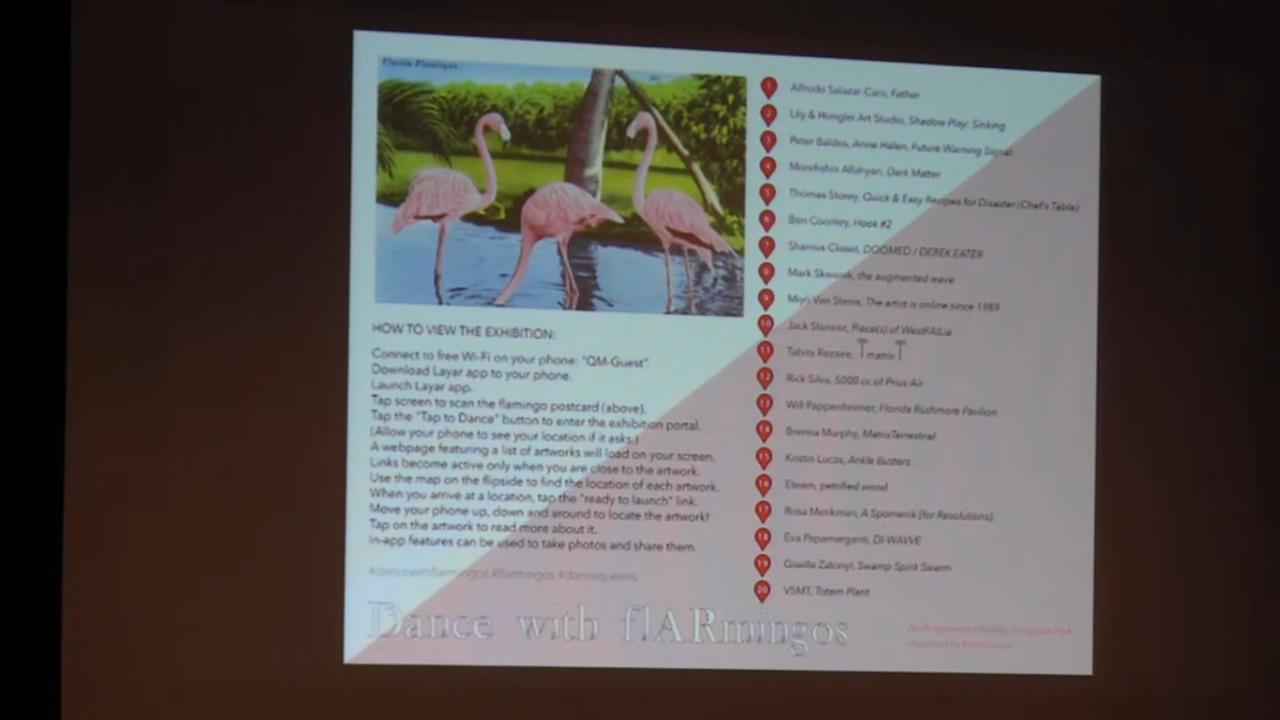 Florida Flamingos
HOW TO VIEW THE EXHIBITION:
Connect to free Wi-Fi on your phone: "QM-Guest".
Download Layar app to your phone.
Launch Layar app.
Tap screen to scan the flamingo postcard (above).
Tap the "Tap to Dance" button to enter the exhibition portal.
(Allow your phone to see your location if it asks.)
A webpage featuring a list of artworks will load on your screen.
Links become active only when you are close to the artwork.
Use the map on the flipside to find the location of each artwork.
When you arrive at a location, tap the "ready to launch" link.
Move your phone up, down and around to locate the artwork!
Tap on the artwork to read more about it.
In-app features can be used to take photos and share them.
#dancewithflarmingos #flarmingos #dancequeens
Dance with flARmingos
1 Alfredo Salazar Caro, Father
2 Lily & Honglei Art Studio, Shadow Play: Sinking
3 Peter Baldes, Anne Halen, Future Warning Signal
4 Morehshin Allahyari, Dark Matter
5 Thomas Storey, Quick & Easy Recipes for Disaster (Chef's Table)
6 Ben Coonley, Hook #2
7 Shamus Clisset, DOOMED / DEREK EATER
8 Mark Skwarek, the augmented wave
9 Miyö Van Stenis, The artist is online since 1989
10 Jack Stenner, Piece(s) of WestFAILia
11 Tabita Rezaire, matrix
12 Rick Silva, 5000 cc of Prius Air
13 Will Pappenheimer, Florida Rushmore Pavilion
14 Brenna Murphy, MatrixTerrestrial
15 Kristin Lucas, Ankle Busters
16 petrified wood
17 Rosa Menkman, A Spomenik (for Resolutions).
18 Eva Papamargariti, DI-WAVVE
19 Giselle Zatonyl, Swamp Spirit Swarm
20 VSMT, Totem Plant
An Augmented Reality Sculpture Park